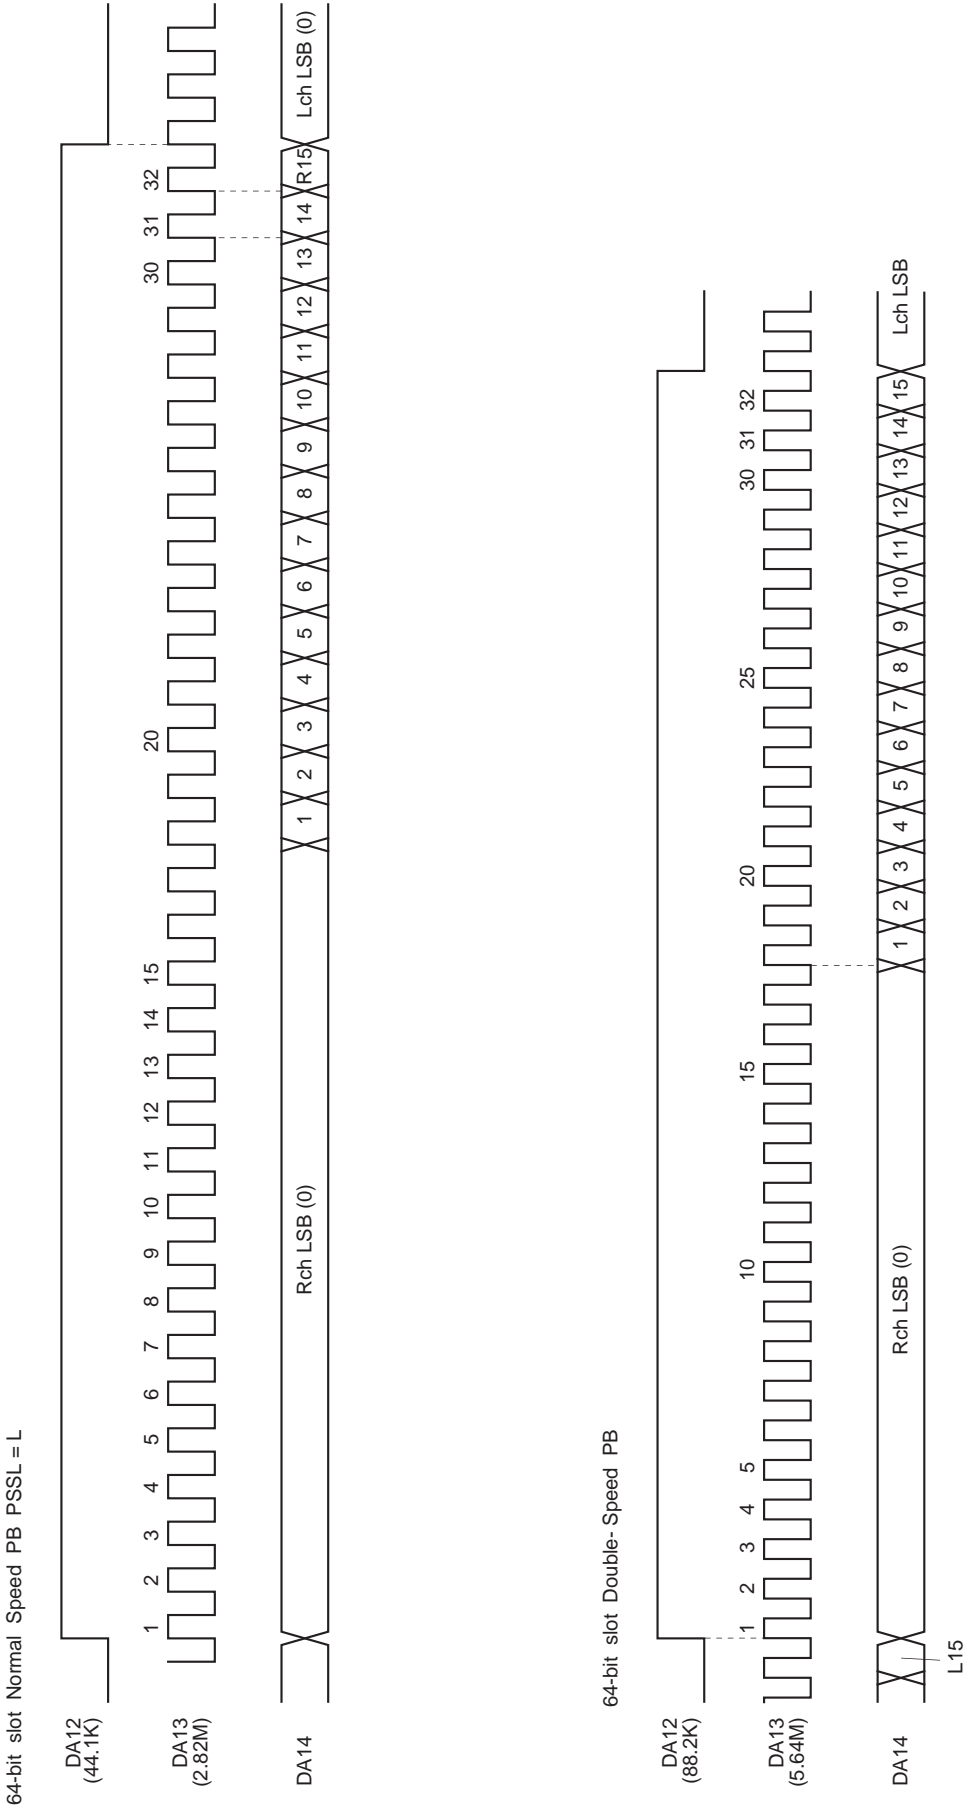 64-bit slot Normal Speed PB PSSL = L
DA12
(44.1K)
1 2 3 4 5 6 7 8 9 10 11 12 13 14 15 20 30 31 32
DA13
(2.82M)
DA14
Rch LSB (0) 1 2 3 4 5 6 7 8 9 10 11 12 13 14 R15 Lch LSB (0)
64-bit slot Double- Speed PB
DA12
(88.2K)
1 2 3 4 5 10 15 20 25 30 31 32
DA13
(5.64M)
DA14
Rch LSB (0) 1 2 3 4 5 6 7 8 9 10 11 12 13 14 15 Lch LSB
L15